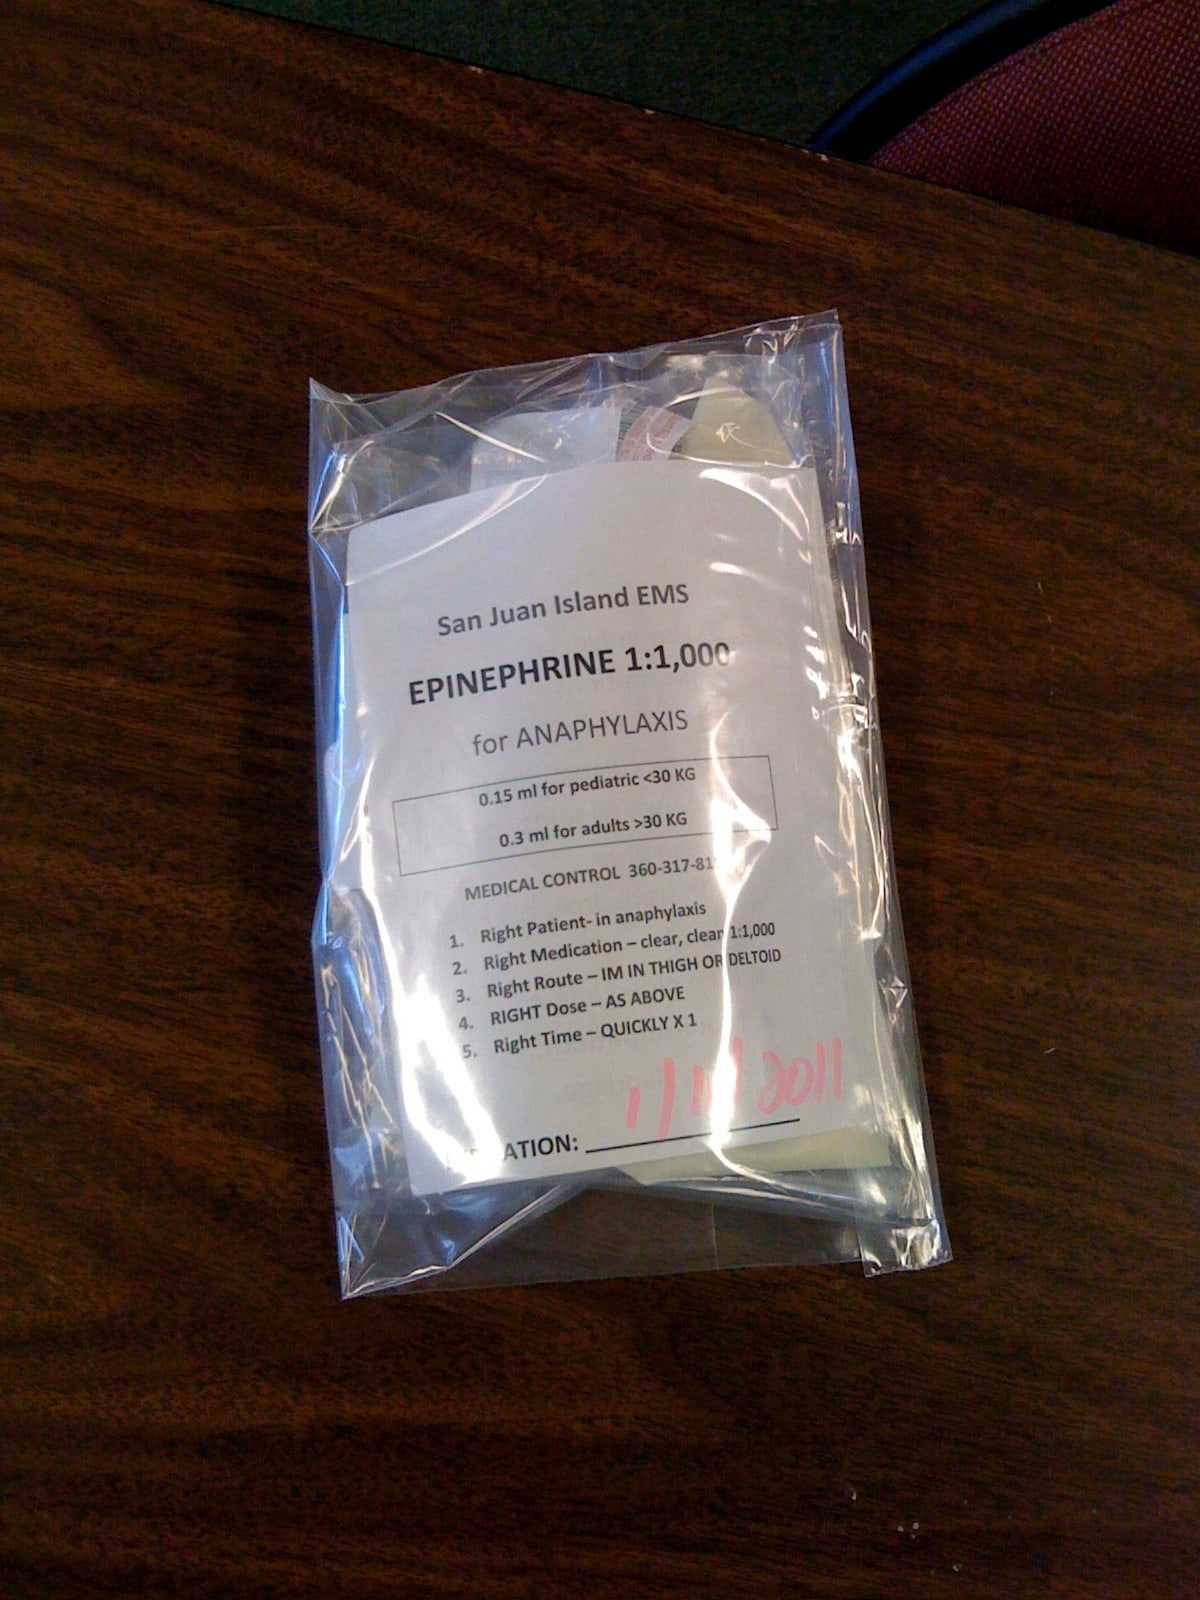 San Juan Island EMS
EPINEPHRINE 1:1,000
for ANAPHYLAXIS
0.15 ml for pediatric <30 KG
0.3 ml for adults >30 KG
MEDICAL CONTROL 360-317-81
1. Right Patient- in anaphylaxis
2. Right Medication – clear, clean 1:1,000
3. Right Route – IM IN THIGH OR DELTOID
4. RIGHT Dose – AS ABOVE
5. Right Time – QUICKLY X 1
2011
ATION: